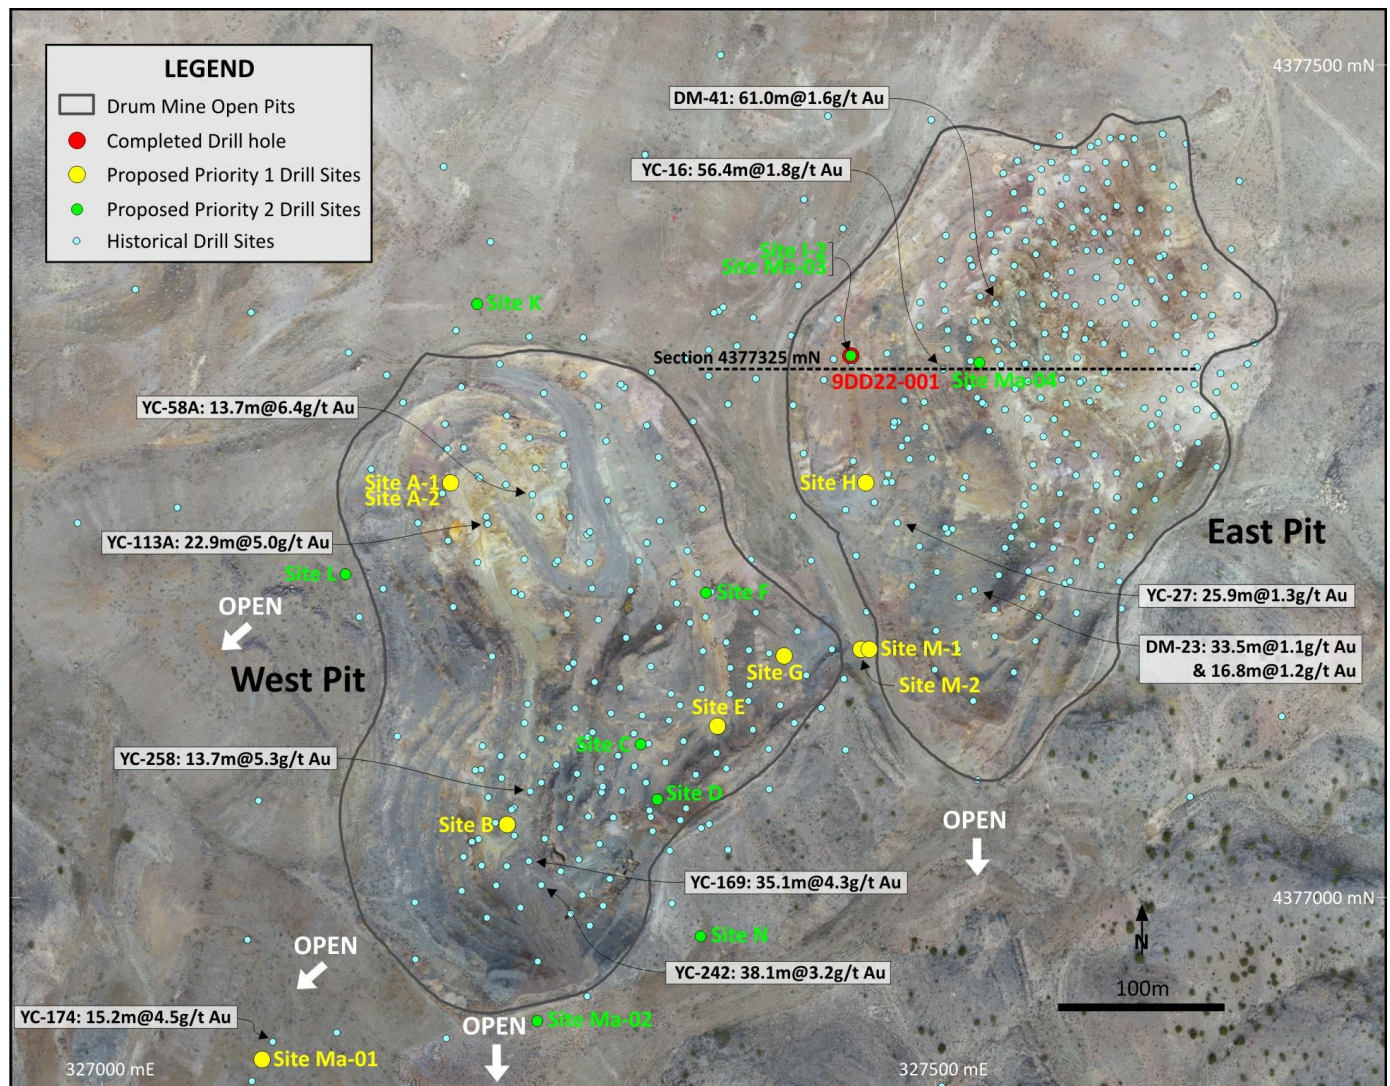 LEGEND
Drum Mine Open Pits
Completed Drill hole
Proposed Priority 1 Drill Sites
Proposed Priority 2 Drill Sites
Historical Drill Sites
4377500 mN
DM-41: 61.0m@1.6g/t Au
YC-16: 56.4m@1.8g/t Au
Site I-2
Site Ma-03
Site K
Section 4377325 mN
9DD22-001
Site Ma-04
YC-58A: 13.7m@6.4g/t Au
Site A-1
Site A-2
Site H
YC-113A: 22.9m@5.0g/t Au
East Pit
Site L
Site F
OPEN
YC-27: 25.9m@1.3g/t Au
DM-23: 33.5m@1.1g/t Au
& 16.8m@1.2g/t Au
West Pit
Site G
Site M-1
Site M-2
Site E
Site C
YC-258: 13.7m@5.3g/t Au
Site D
Site B
OPEN
YC-169: 35.1m@4.3g/t Au
4377000 mN
Site N
N
OPEN
YC-242: 38.1m@3.2g/t Au
100m
YC-174: 15.2m@4.5g/t Au
OPEN
Site Ma-02
Site Ma-01
327000 mE
327500 mE